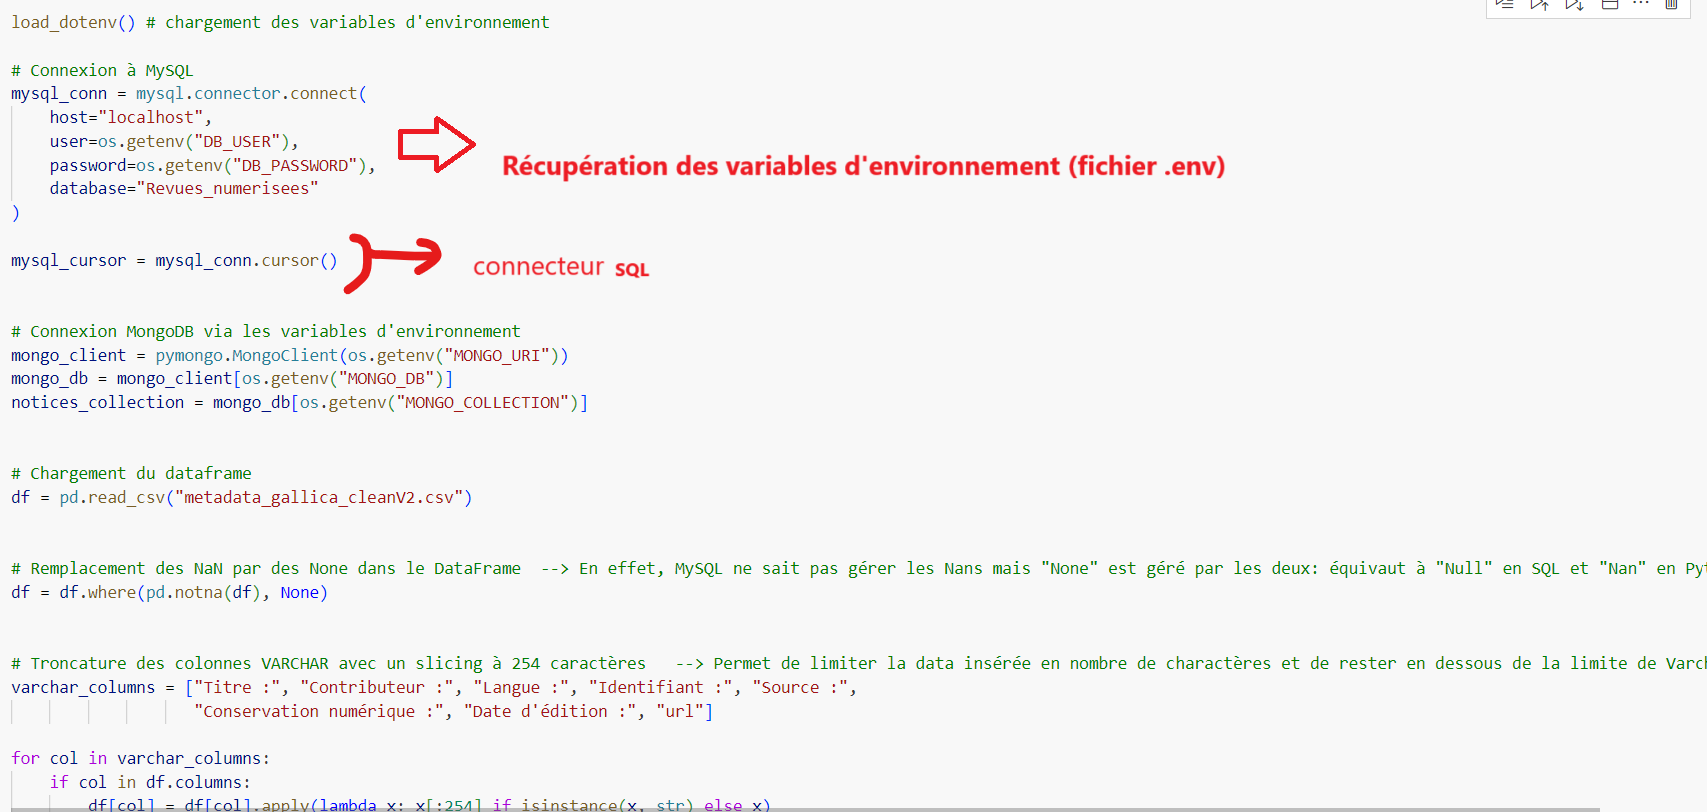 load_dotenv() # chargement des variables d'environnement
# Connexion à MySQL
mysql_conn = mysql.connector.connect(
host="localhost",
user=os.getenv("DB_USER"),
password=os.getenv("DB_PASSWORD"),
Récupération des variables d'environnement (fichier .env)
database="Revues_numerisees"
)
mysql_cursor = mysql_conn.cursor()
connecteur SQL
# Connexion MongoDB via les variables d'environnement
mongo_client = pymongo.MongoClient(os.getenv("MONGO_URI"))
mongo_db = mongo_client[os.getenv("MONGO_DB")]
notices_collection = mongo_db[os.getenv("MONGO_COLLECTION")]
# Chargement du dataframe
df = pd.read_csv("metadata_gallica_cleanV2.csv")
# Remplacement des NaN par des None dans le DataFrame --> En effet, MySQL ne sait pas gérer les Nans mais "None" est géré par les deux: équivaut à "Null" en SQL et "Nan" en
df = df.where(pd.notna(df), None)
# Troncature des colonnes VARCHAR avec un slicing à 254 caractères --> Permet de limiter la data insérée en nombre de charactères et de rester en dessous de la limite de
varchar_columns = ["Titre :", "Contributeur :", "Langue :", "Identifiant :", "Source :",
"Conservation numérique :", "Date d'édition :", "url"]
for col in varchar_columns:
if col in df.columns:
df[col] = df[col].apply(lambda x: x[:254] if isinstance(x, str) else x)